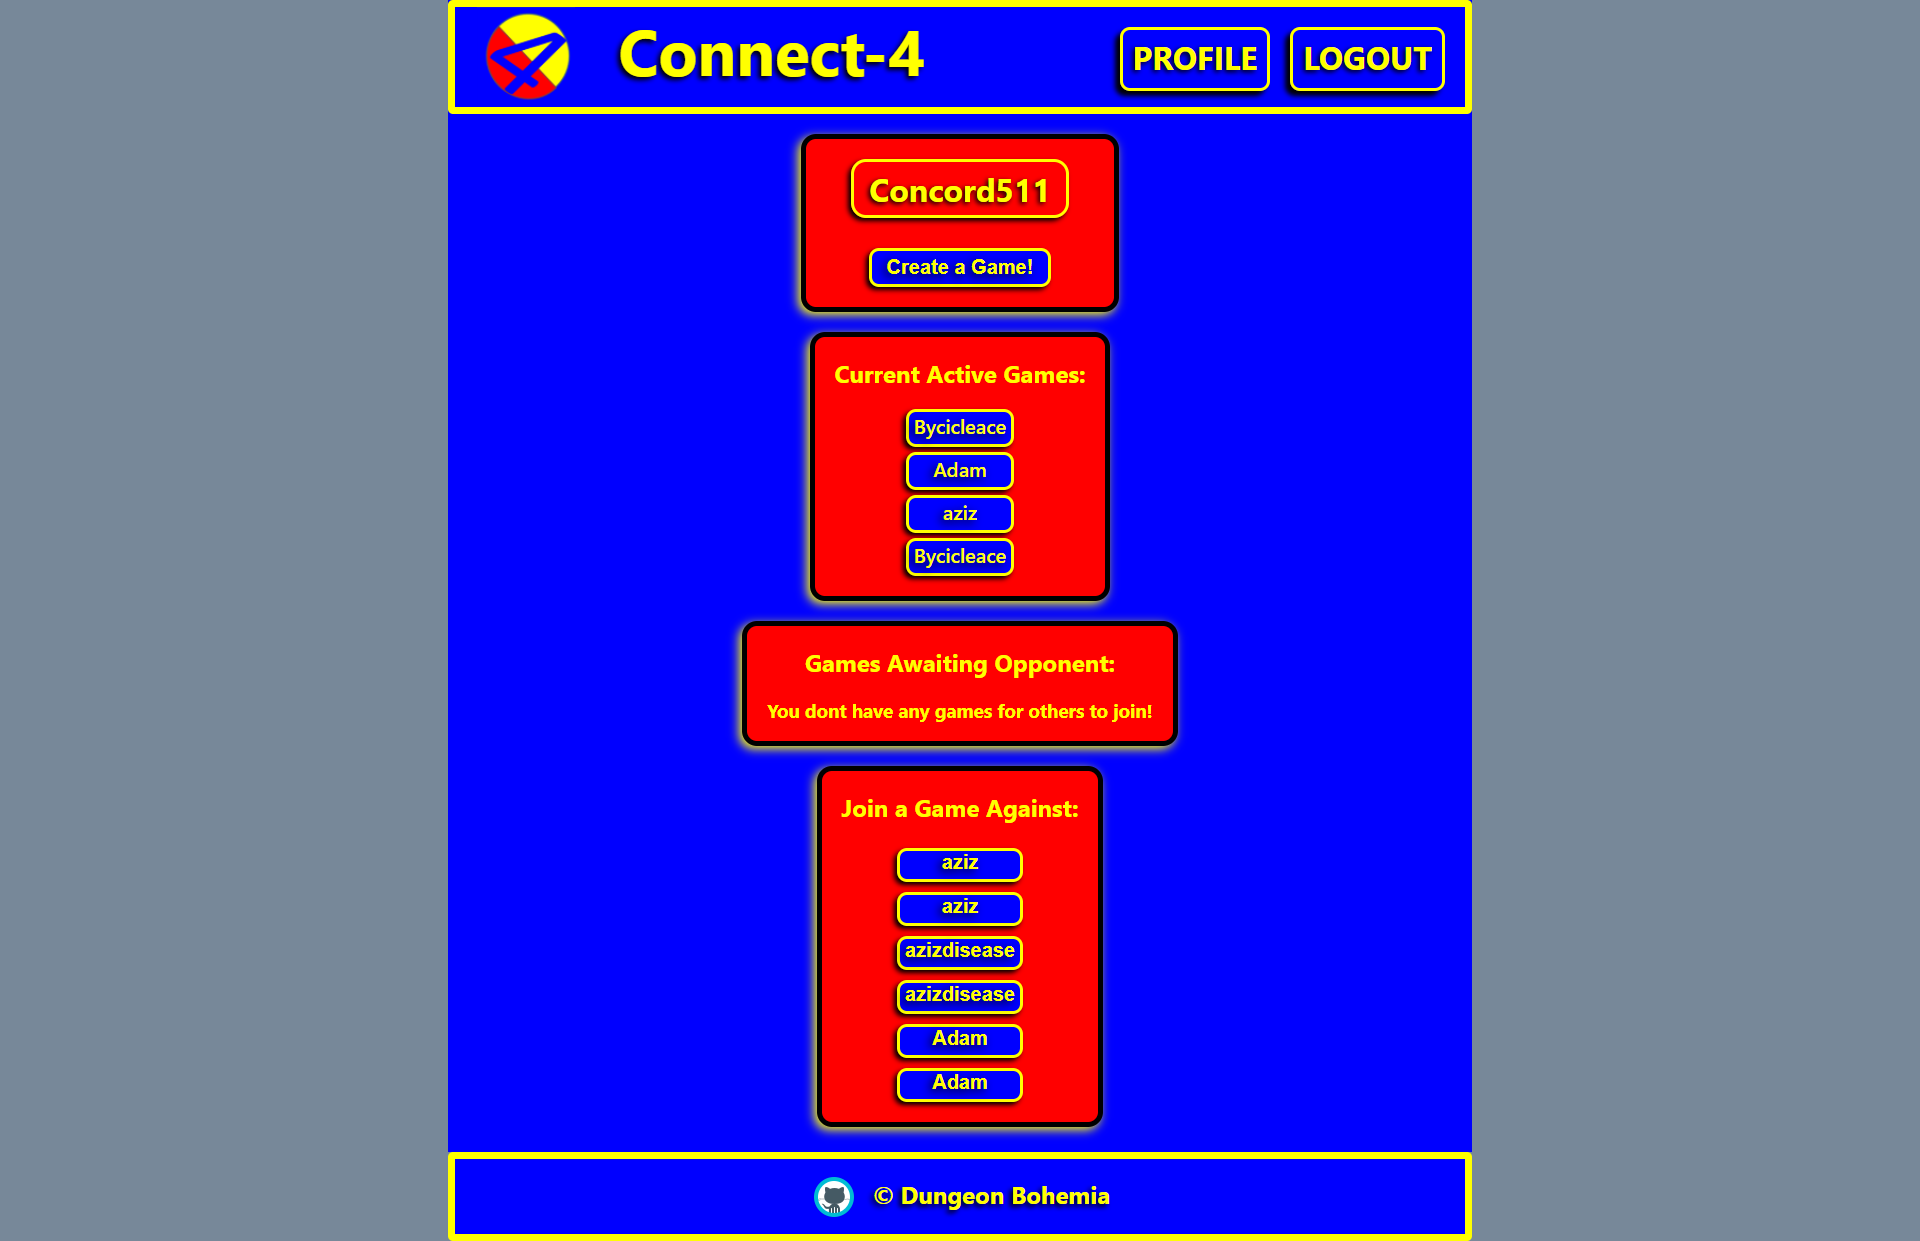 Connect-4
PROFILE
LOGOUT
Concord511
Create a Game!
Current Active Games:
Bycicleace
Adam
aziz
Bycicleace
Games Awaiting Opponent:
You dont have any games for others to join!
Join a Game Against:
aziz
aziz
azizdisease
azizdisease
Adam
Adam
© Dungeon Bohemia